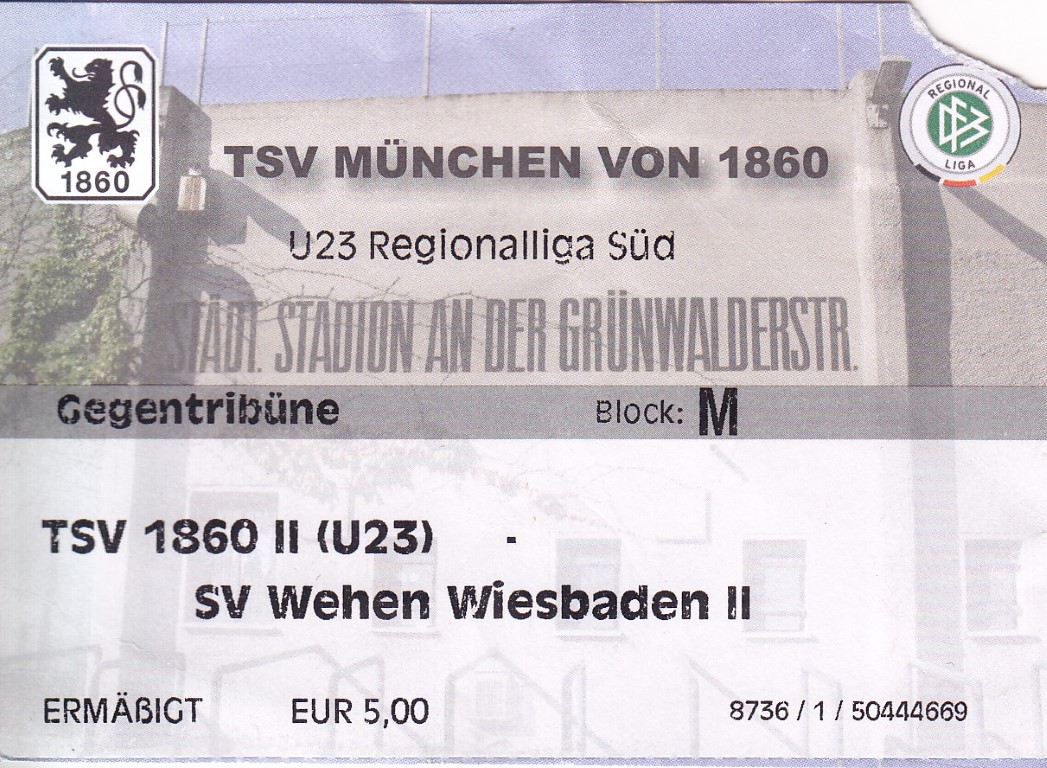 1860
TSV MÜNCHEN VON 1860
REGIONAL
DFB
LIGA
U23 Regionalliga Süd
STÄDT. STADION AN DER GRÜNWALDERSTR.
Gegentribüne Block: M
TSV 1860 II (U23) -
SV Wehen Wiesbaden II
ERMÄßIGT EUR 5,00 8736 / 1 / 50444669